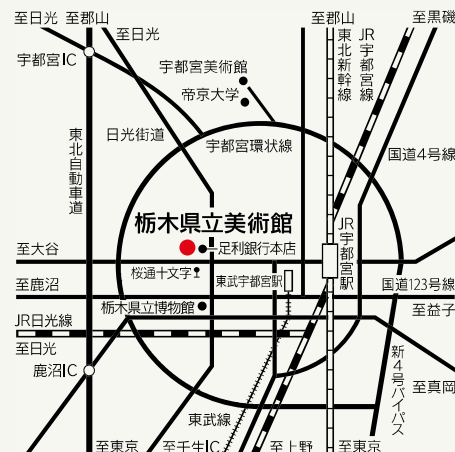 至日光
至郡山
至日光
至郡山
至黒磯
宇都宮IC
宇都宮美術館
帝京大学
東北新幹線
JR宇都宮線
日光街道
宇都宮環状線
国道4号線
東北自動車道
栃木県立美術館
足利銀行本店
JR宇都宮駅
至大谷
桜通十文字
東武宇都宮駅
至鹿沼
国道123号線
栃木県立博物館
至益子
JR日光線
至日光
鹿沼IC
新4号バイパス
至真岡
東武線
至東京
至壬生IC
至上野
至東京